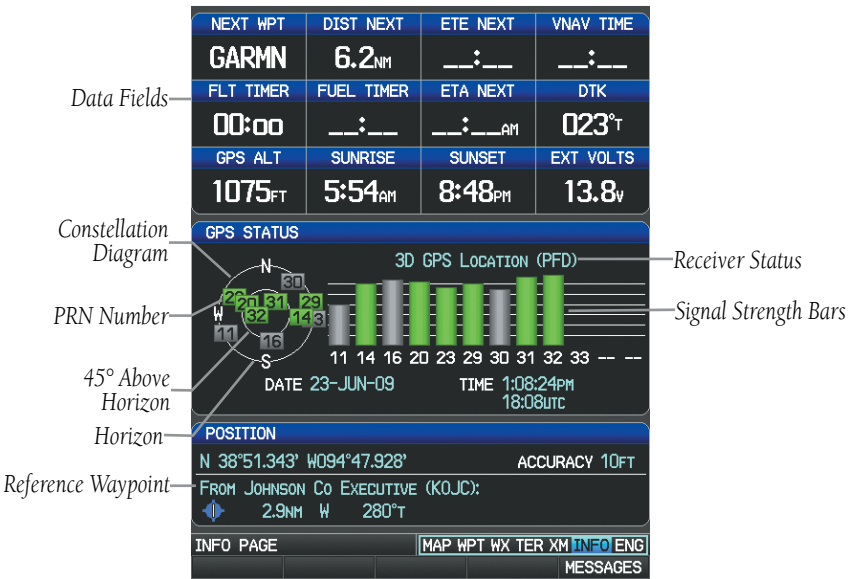 NEXT WPT DIST NEXT ETE NEXT VNAV TIME
GARMN 6.2NM __:__ __:__
Data Fields
FLT TIMER FUEL TIMER ETA NEXT DTK
00:00 __:__ __:__AM 023°T
GPS ALT SUNRISE SUNSET EXT VOLTS
1075FT 5:54AM 8:48PM 13.8V
Constellation Diagram
GPS STATUS
3D GPS LOCATION (PFD)
Receiver Status
N
30
20 31 29
PRN Number
W
32 14
Signal Strength Bars
11
16
S
11 14 16 20 23 29 30 31 32 33 -- --
45° Above Horizon
DATE 23-JUN-09 TIME 1:08:24PM
18:08UTC
Horizon
POSITION
N 38°51.343' W094°47.928' ACCURACY 10FT
Reference Waypoint
FROM JOHNSON CO EXECUTIVE (KOJC):
2.9NM W 280°T
INFO PAGE MAP WPT WX TER XM INFO ENG
MESSAGES